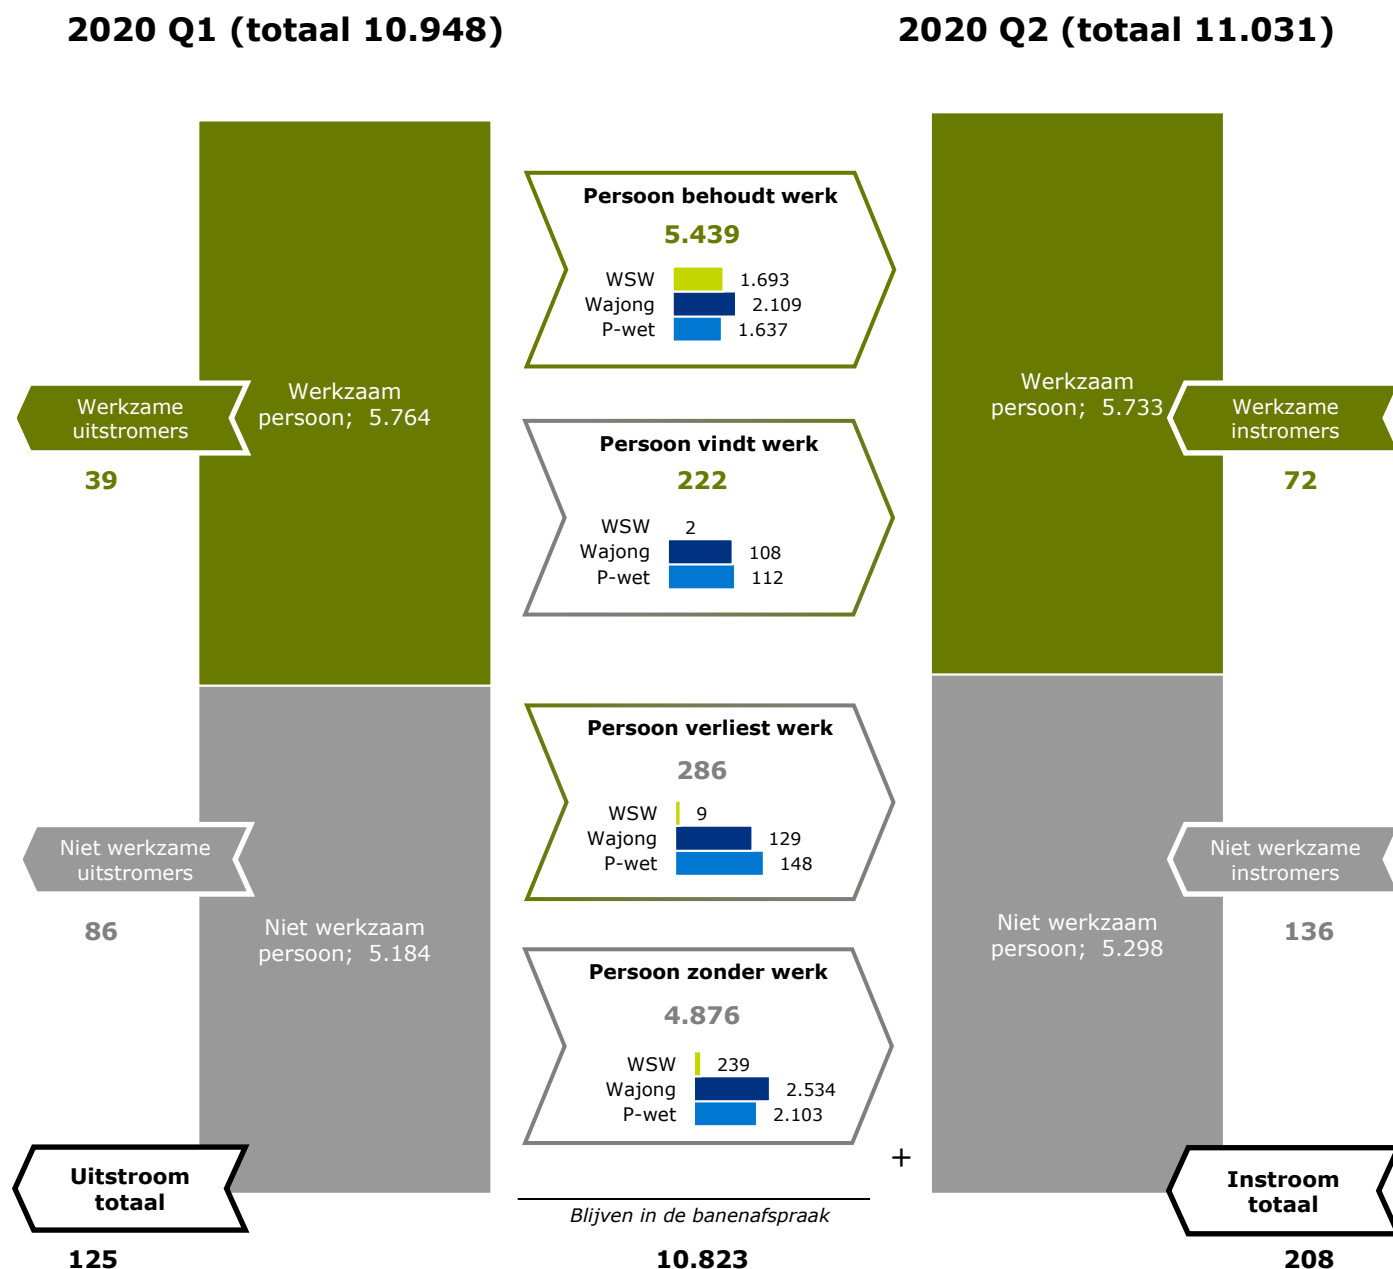 2020 Q1 (totaal 10.948)
2020 Q2 (totaal 11.031)
Werkzaam
persoon;  5.764
Werkzame
uitstromers
39
Niet werkzaam
persoon;  5.184
Niet werkzame
uitstromers
86
Uitstroom
totaal
125
Persoon behoudt werk
5.439
WSW 1.693
Wajong 2.109
P-wet 1.637
Persoon vindt werk
222
WSW 2
Wajong 108
P-wet 112
Persoon verliest werk
286
WSW 9
Wajong 129
P-wet 148
Persoon zonder werk
4.876
WSW 239
Wajong 2.534
P-wet 2.103
+
Blijven in de banenafspraak
10.823
Werkzaam
persoon;  5.733
Werkzame
instromers
72
Niet werkzaam
persoon;  5.298
Niet werkzame
instromers
136
Instroom
totaal
208